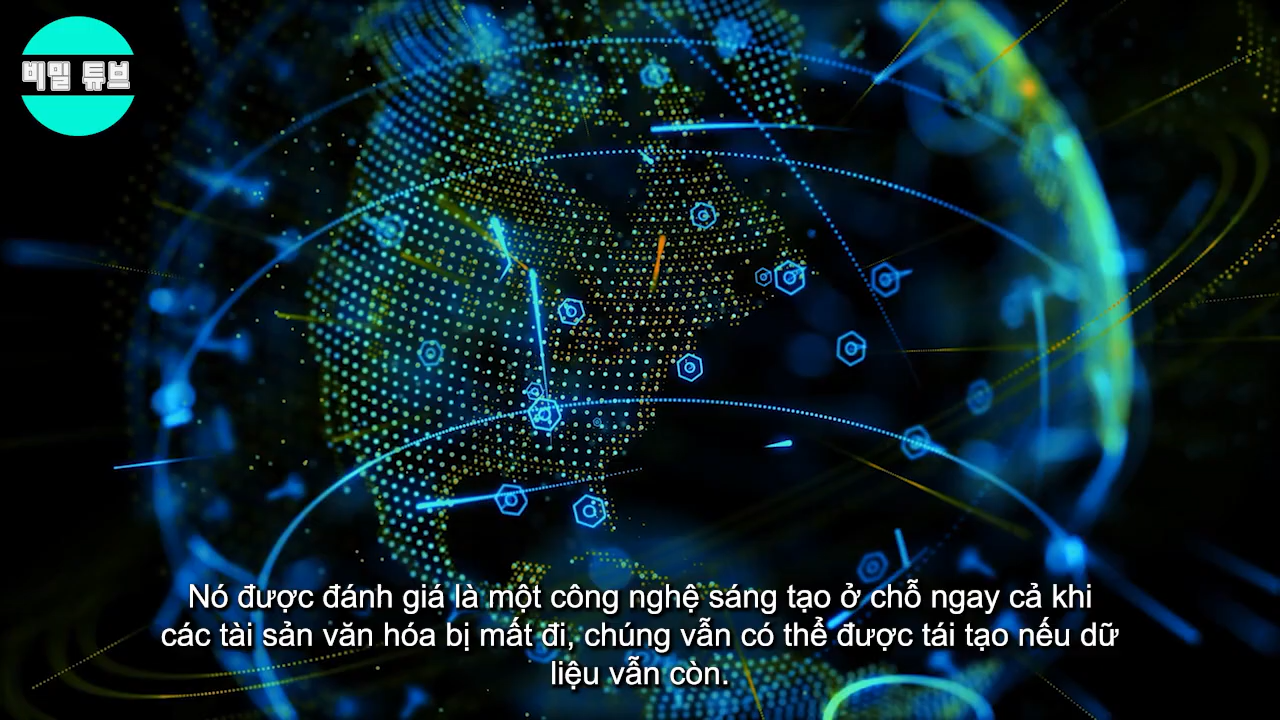 비밀 튜브
Nó được đánh giá là một công nghệ sáng tạo ở chỗ ngay cả khi
các tài sản văn hóa bị mất đi, chúng vẫn có thể được tái tạo nếu dữ
liệu vẫn còn.